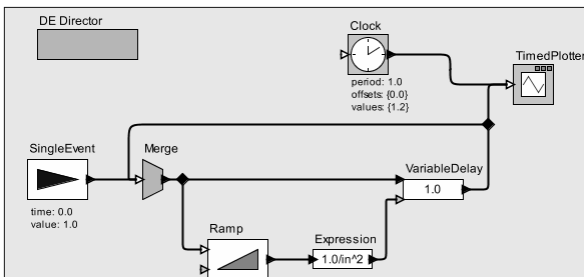 DE Director
Clock
TimedPlotter
period: 1.0
offsets: {0.0}
values: {1.2}
SingleEvent
Merge
VariableDelay
1.0
time: 0.0
value: 1.0
Ramp
Expression
1.0/in^2